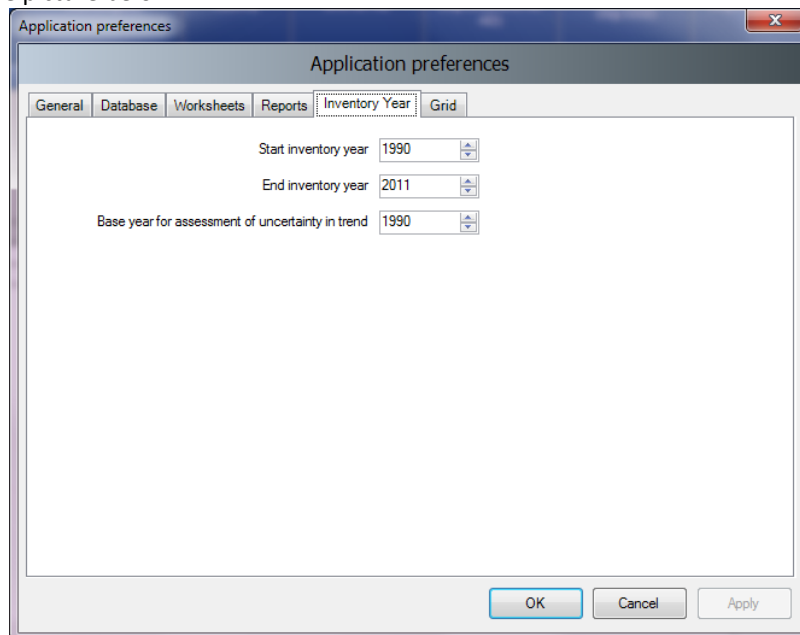 Application preferences
x
Application preferences
General Database Worksheets Reports Inventory Year Grid
Start inventory year 1990
End inventory year 2011
Base year for assessment of uncertainty in trend 1990
OK Cancel Apply